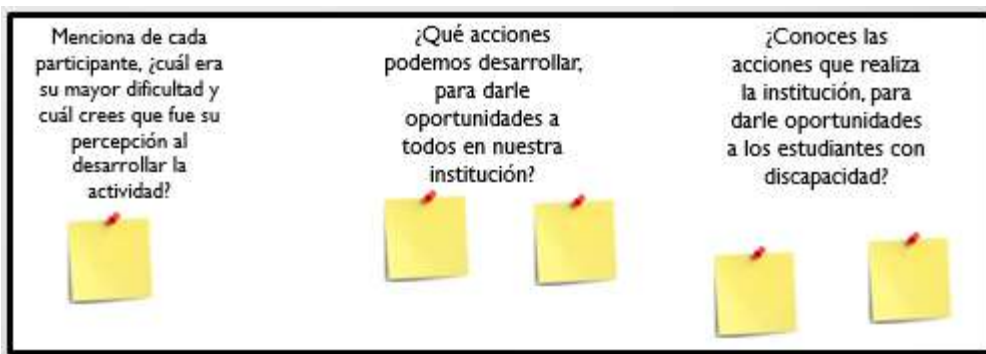 Menciona de cada
participante, ¿cuál era
su mayor dificultad y
cuál crees que fue su
percepción al
desarrollar la
actividad?
¿Qué acciones
podemos desarrollar,
para darle
oportunidades a
todos en nuestra
institución?
¿Conoces las
acciones que realiza
la institución, para
darle oportunidades
a los estudiantes con
discapacidad?